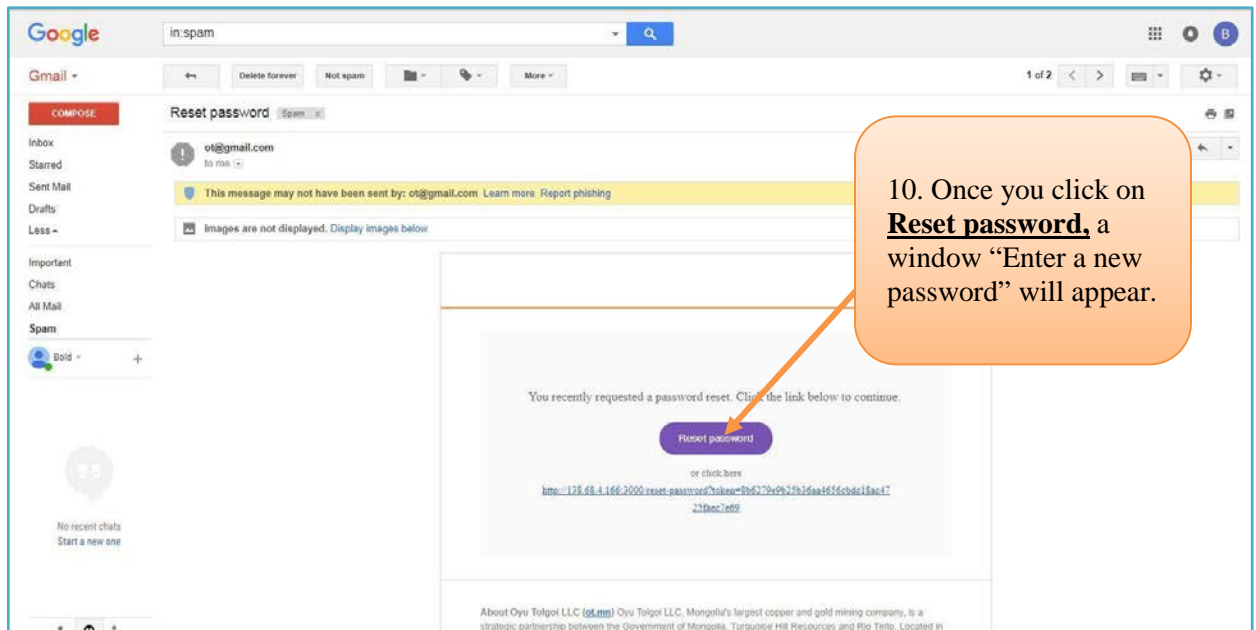 Google
in:spam
B
Gmail
Delete forever
Not spam
More
1 of 2
COMPOSE
Reset password Spam x
Inbox
Starred
Sent Mail
Drafts
Less
Important
Chats
All Mail
Spam
Bold
+
No recent chats
Start a new one
ot@gmail.com
to me
This message may not have been sent by: ot@gmail.com Learn more Report phishing
Images are not displayed. Display images below
10. Once you click on
Reset password, a
window “Enter a new
password” will appear.
You recently requested a password reset. Click the link below to continue.
Reset password
or click here
About Oyu Tolgoi LLC (ot.mn) Oyu Tolgoi LLC, Mongolia's largest copper and gold mining company, is a
strategic partnership between the Government of Mongolia, Turquoise Hill Resources and Rio Tinto. Located in